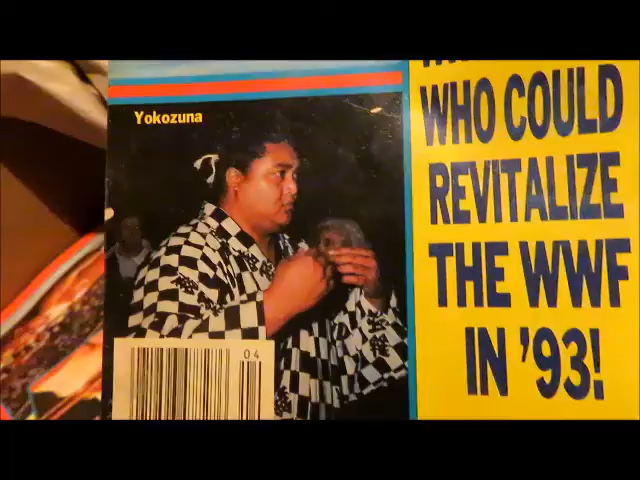 Yokozuna
WHO COULD
REVITALIZE
THE WWF
IN '93!
04